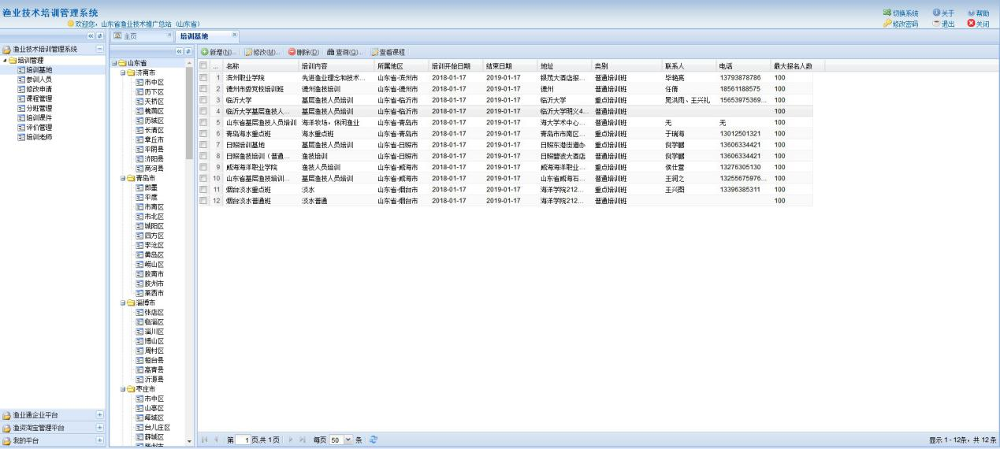 渔业技术培训管理系统
欢迎您，山东省渔业技术推广总站（山东省）
切换系统 关于 帮助
修改密码 退出 关闭
主页 培训基地
渔业技术培训管理系统
培训管理
培训基地
参训人员
修改申请
课程管理
分班管理
培训课件
评价管理
培训老师
渔业通企业平台
渔资淘宝管理平台
我的平台
山东省
济南市
市中区
历下区
天桥区
槐荫区
历城区
长清区
章丘市
平阴县
济阳县
商河县
青岛市
即墨
平度
市南区
市北区
城阳区
四方区
李沧区
黄岛区
崂山区
胶南市
胶州市
莱西市
淄博市
张店区
临淄区
淄川区
博山区
周村区
桓台县
高青县
沂源县
枣庄市
市中区
山亭区
峄城区
台儿庄区
薛城区
滕州市
新增(N)... 修改(M)... 删除(D) 查询(Q)... 查看课程
... 名称 培训内容 所属地区 培训开始日期 结束日期 地址 类别 联系人 电话 最大报名人数
1 滨州职业学院 先进渔业理念和技术... 山东省-滨州市 2018-01-17 2019-01-17 银茂大酒店报... 普通培训班 毕艳亮 13793878786 100
2 德州市委党校培训班 德州渔技培训 山东省-德州市 2018-01-17 2019-01-17 德州 普通培训班 任倩 18561188575 100
3 临沂大学 基层渔技人员培训 山东省-临沂市 2018-01-17 2019-01-17 临沂大学 重点培训班 晁洪雨、王兴礼 15653975369... 100
4 临沂大学基层渔技人... 基层渔技人员培训 山东省-临沂市 2018-01-17 2019-01-17 临沂大学明义4... 普通培训班 100
5 山东省基层渔技人员培训 海洋牧场，休闲渔业 山东省-青岛市 2018-01-17 2019-01-17 海大学术中心... 普通培训班 无 无 100
6 青岛海水重点班 海水重点班 山东省-青岛市 2018-01-17 2019-01-17 青岛市市南区... 重点培训班 于瑞海 13012501321 100
7 日照培训基地 基层渔技人员培训 山东省-日照市 2018-01-17 2019-01-17 日照东港街道办 重点培训班 倪学鹏 13606334421 100
8 日照渔技培训（普通... 渔技培训 山东省-日照市 2018-01-17 2019-01-17 日照碧波大酒店 普通培训班 倪学鹏 13606334421 100
9 威海海洋职业学院 渔技人员培训 山东省-威海市 2018-01-17 2019-01-17 威海海洋职业... 重点培训班 侯仕营 13276305130 100
10 山东省基层渔技培训... 基层渔技人员培训 山东省-威海市 2018-01-17 2019-01-17 山东省威海石... 普通培训班 王润之 13255675976... 100
11 烟台淡水重点班 淡水 山东省-烟台市 2018-01-17 2019-01-17 海洋学院212... 重点培训班 王兴图 13396385311 100
12 烟台淡水普通班 淡水普通 山东省-烟台市 2018-01-17 2019-01-17 海洋学院212... 普通培训班 100
第 1 页,共 1 页 每页 50 条 显示 1 - 12条，共 12 条